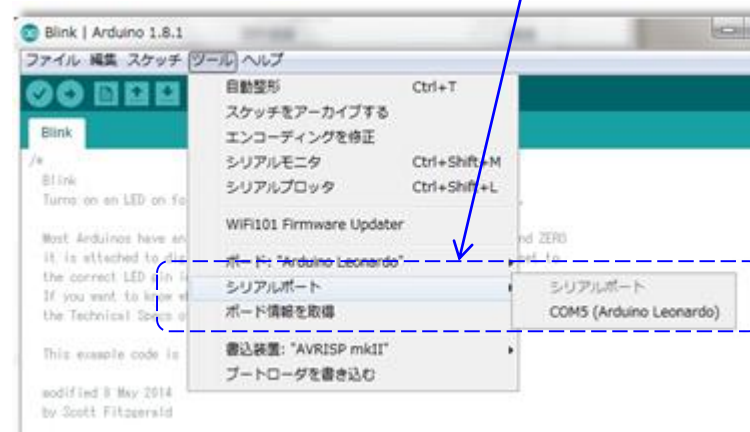 Blink | Arduino 1.8.1
ファイル 編集 スケッチ ツール ヘルプ
Blink
自動整形 Ctrl+T
スケッチをアーカイブする
エンコーディングを修正
シリアルモニタ Ctrl+Shift+M
シリアルプロッタ Ctrl+Shift+L
WiFi101 Firmware Updater
ボード: "Arduino Leonardo"
シリアルポート
ボード情報を取得
書込装置: "AVRISP mkII"
ブートローダを書き込む
シリアルポート
COM5 (Arduino Leonardo)
/*
Blink
Turns on an LED on fo
Most Arduinos have an
nd ZERO
it is attached to di
the correct LED
If you want to know
the Technical Specs o
This example code is
modified 8 May 2014
by Scott Fitzgerald